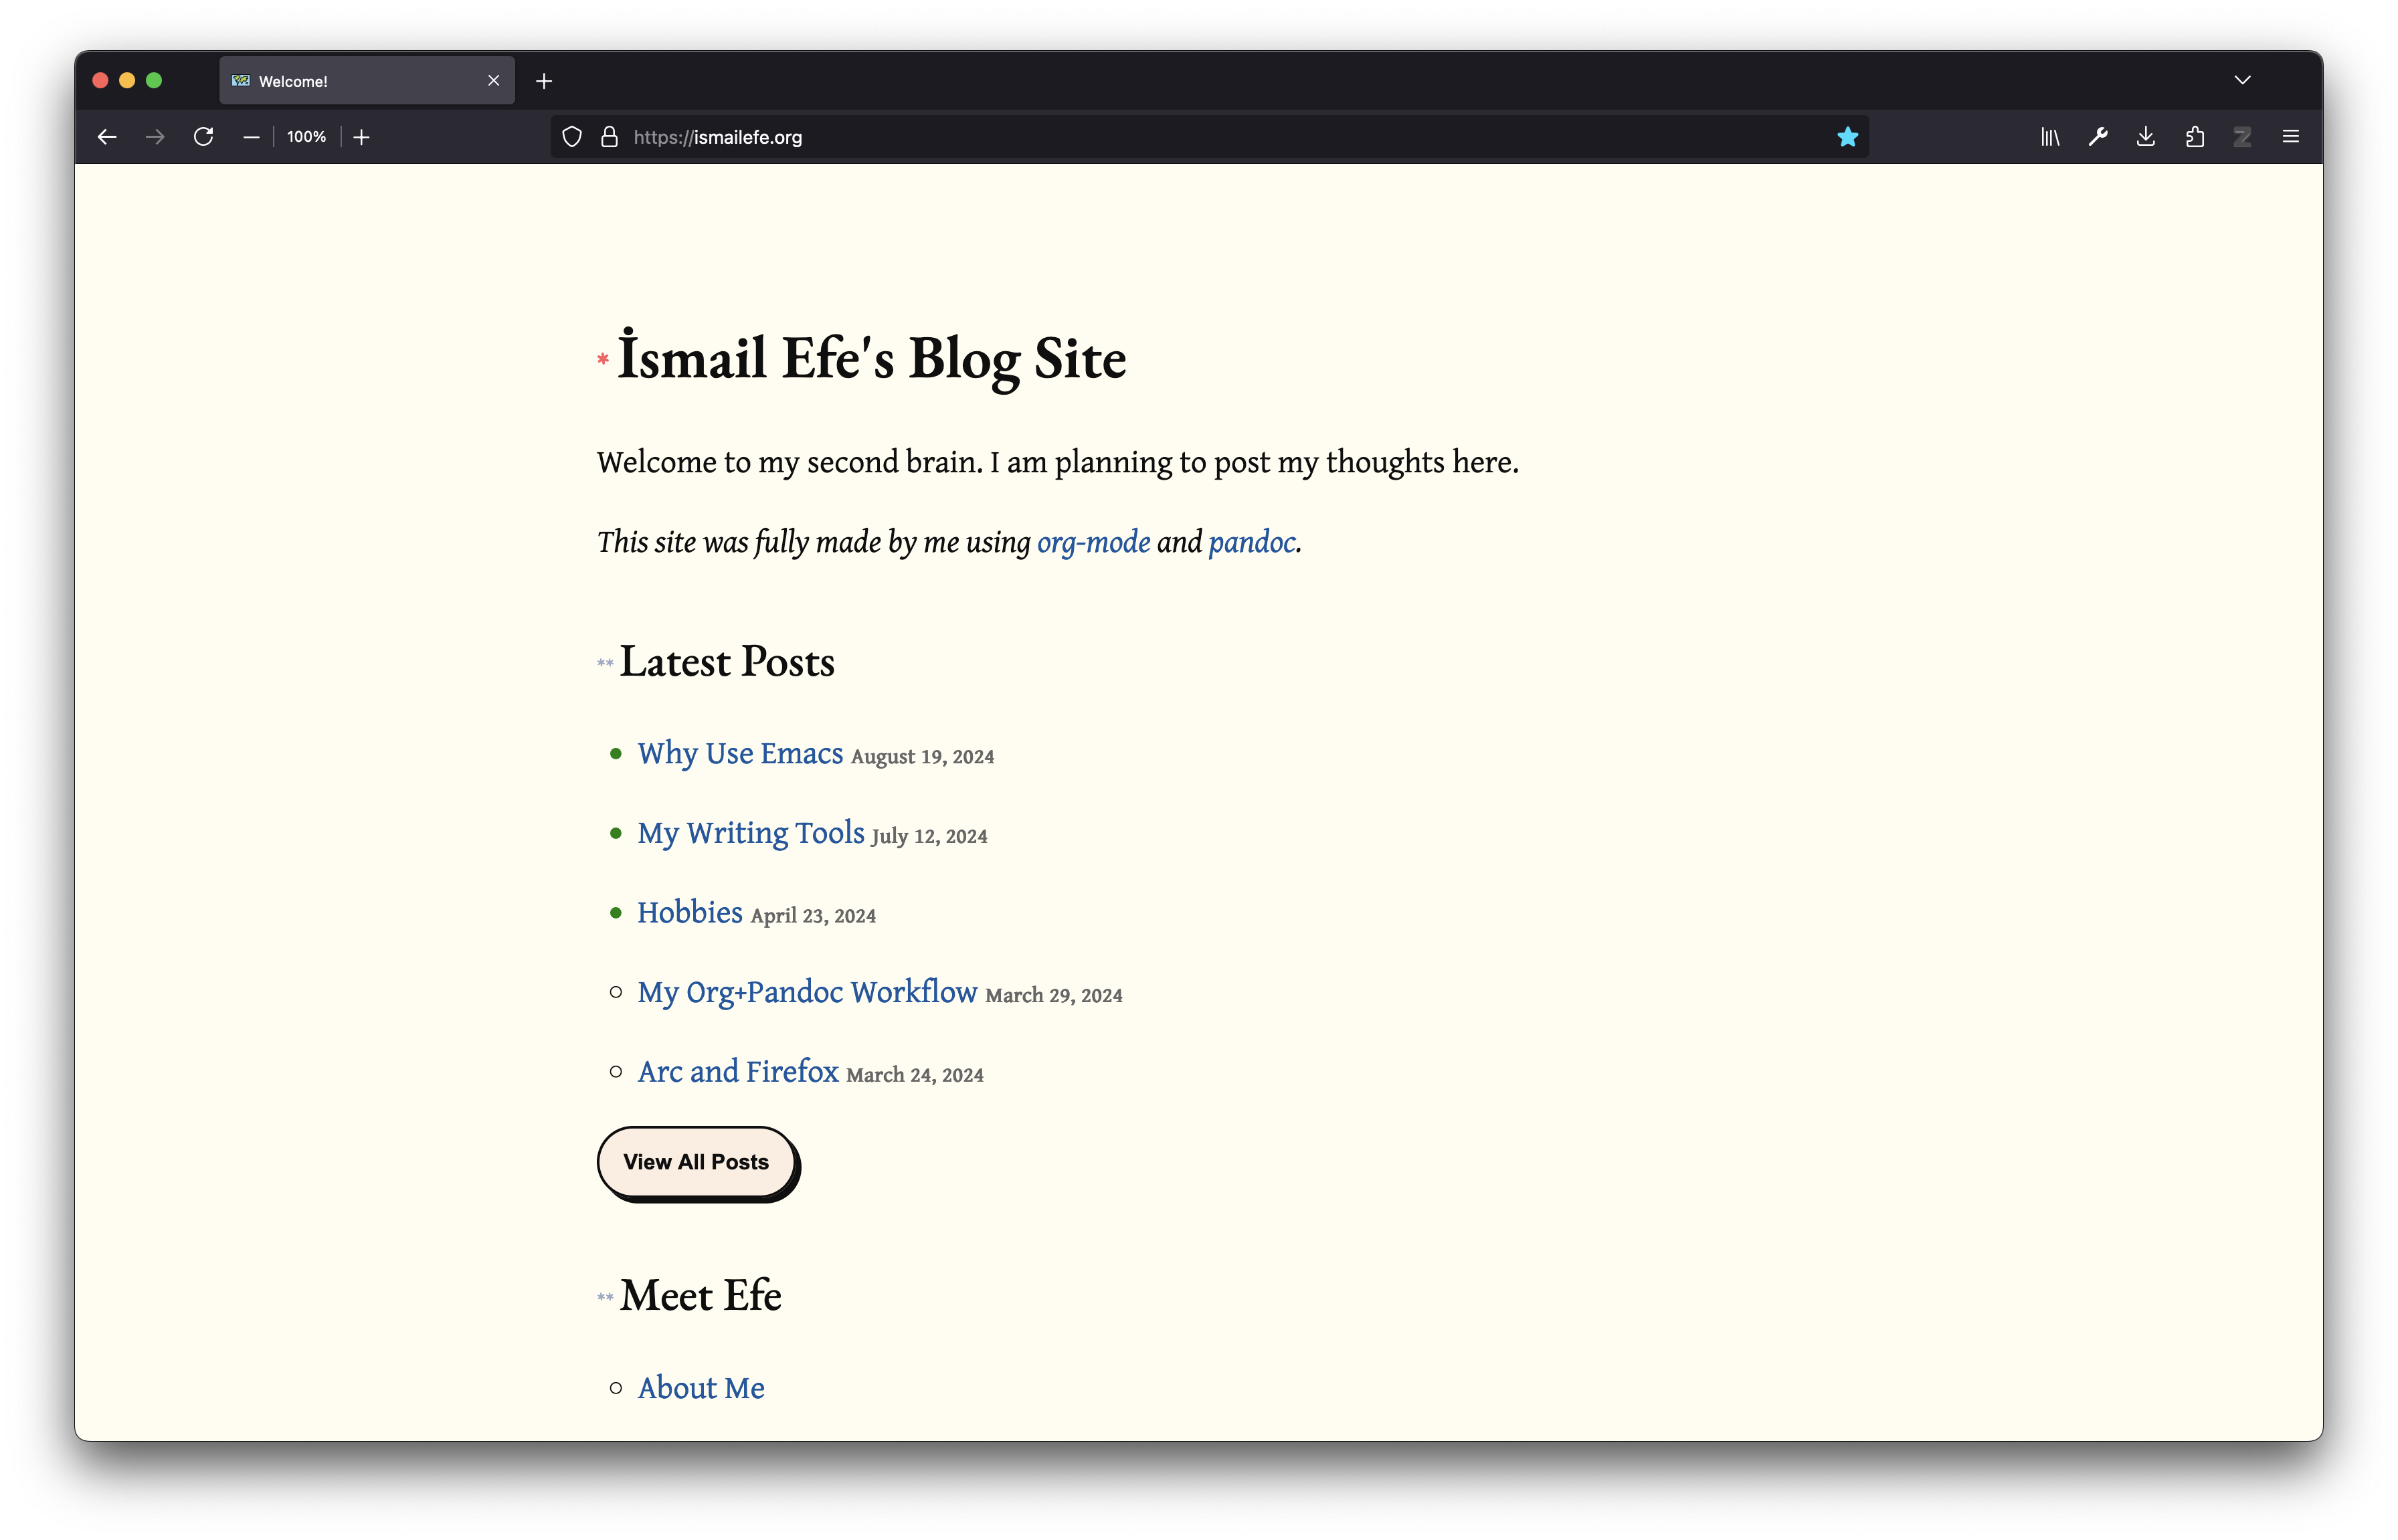 Welcome!
100%
https://ismailefe.org
* İsmail Efe's Blog Site
Welcome to my second brain. I am planning to post my thoughts here.
This site was fully made by me using org-mode and pandoc.
** Latest Posts
Why Use Emacs August 19, 2024
My Writing Tools July 12, 2024
Hobbies April 23, 2024
My Org+Pandoc Workflow March 29, 2024
Arc and Firefox March 24, 2024
View All Posts
** Meet Efe
About Me